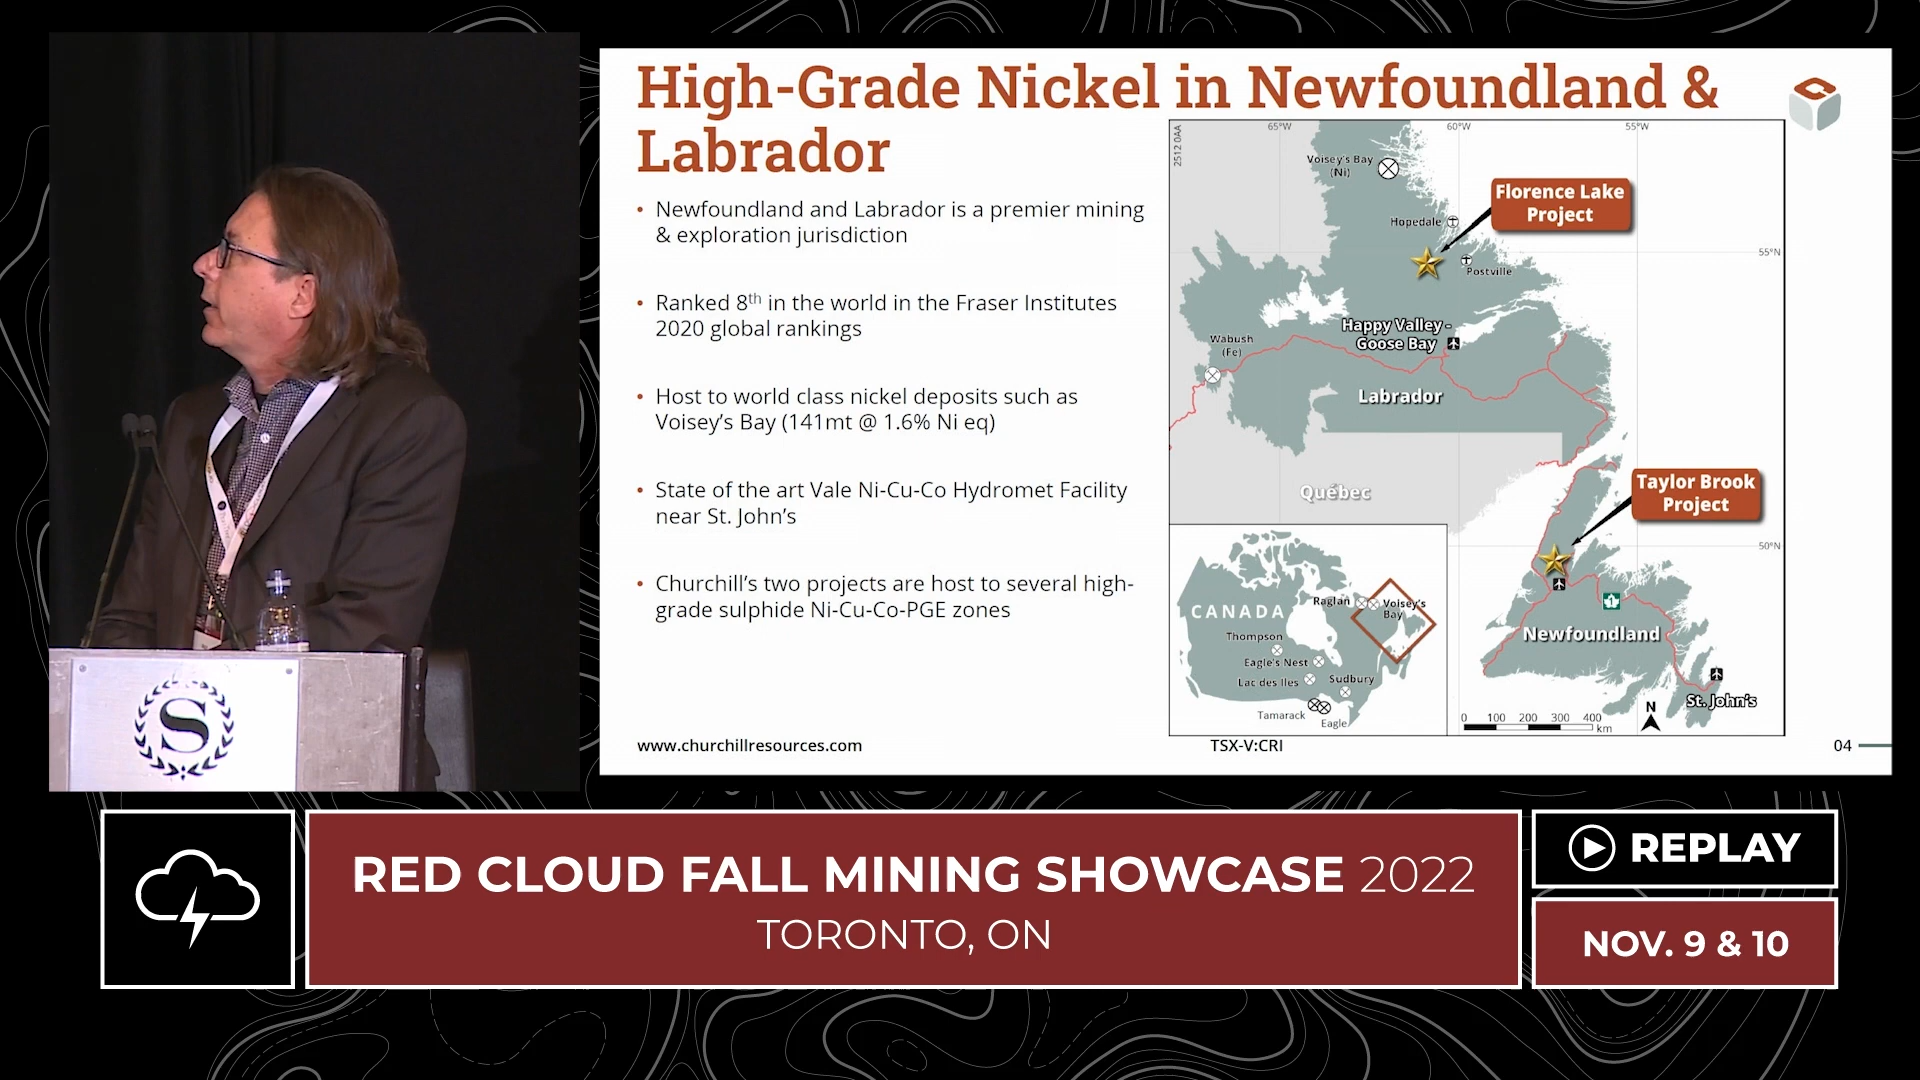 High-Grade Nickel in Newfoundland &
Labrador
• Newfoundland and Labrador is a premier mining
& exploration jurisdiction
• Ranked 8th in the world in the Fraser Institutes
2020 global rankings
• Host to world class nickel deposits such as
Voisey's Bay (141mt @ 1.6% Ni eq)
• State of the art Vale Ni-Cu-Co Hydromet Facility
near St. John's
• Churchill's two projects are host to several high-
grade sulphide Ni-Cu-Co-PGE zones
www.churchillresources.com
TSX-V:CRI
04
2512 0AA
65°W
60°W
55°W
Voisey's Bay
(Ni)
Florence Lake
Project
Hopedale
55°N
Postville
Happy Valley -
Goose Bay
Wabush
(Fe)
Labrador
Québec
Taylor Brook
Project
50°N
Newfoundland
St. John's
1
N
0 100 200 300 400
km
CANADA
Raglan
Voisey's
Bay
Thompson
Eagle's Nest
Lac des Iles
Sudbury
Tamarack
Eagle
S
RED CLOUD FALL MINING SHOWCASE 2022
TORONTO, ON
REPLAY
NOV. 9 & 10